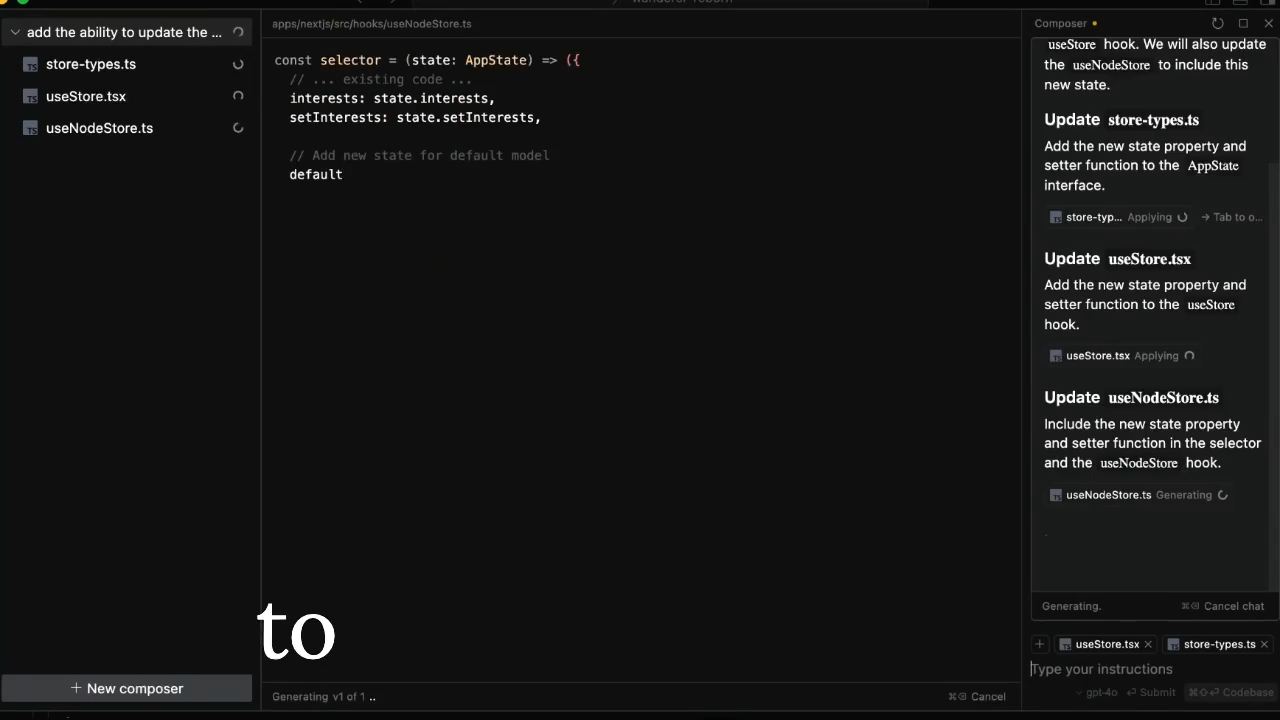 wanderer-reborn
add the ability to update the ...
store-types.ts
useStore.tsx
useNodeStore.ts
+ New composer
apps/nextjs/src/hooks/useNodeStore.ts
const selector = (state: AppState) => ({
// ... existing code ...
interests: state.interests,
setInterests: state.setInterests,
// Add new state for default model
default
to
Generating v1 of 1 ..
⌘⌫ Cancel
Composer
useStore hook. We will also update
the useNodeStore to include this
new state.
Update store-types.ts
Add the new state property and
setter function to the AppState
interface.
store-typ... Applying → Tab to o...
Update useStore.tsx
Add the new state property and
setter function to the useStore
hook.
useStore.tsx Applying
Update useNodeStore.ts
Include the new state property
and setter function in the selector
and the useNodeStore hook.
useNodeStore.ts Generating
Generating. ⌘⌫ Cancel chat
+ useStore.tsx × store-types.ts ×
Type your instructions
gpt-4o ⏎ Submit ⌘⇧⏎ Codebase